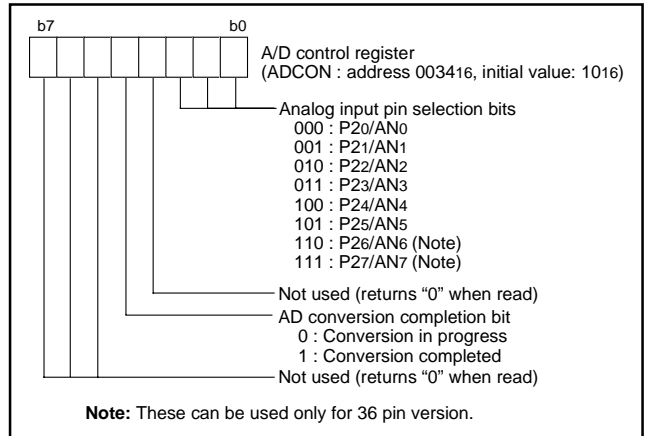 b7 b0
A/D control register
(ADCON : address 003416, initial value: 1016)
Analog input pin selection bits
000 : P20/AN0
001 : P21/AN1
010 : P22/AN2
011 : P23/AN3
100 : P24/AN4
101 : P25/AN5
110 : P26/AN6 (Note)
111 : P27/AN7 (Note)
Not used (returns “0” when read)
AD conversion completion bit
0 : Conversion in progress
1 : Conversion completed
Not used (returns “0” when read)
Note: These can be used only for 36 pin version.